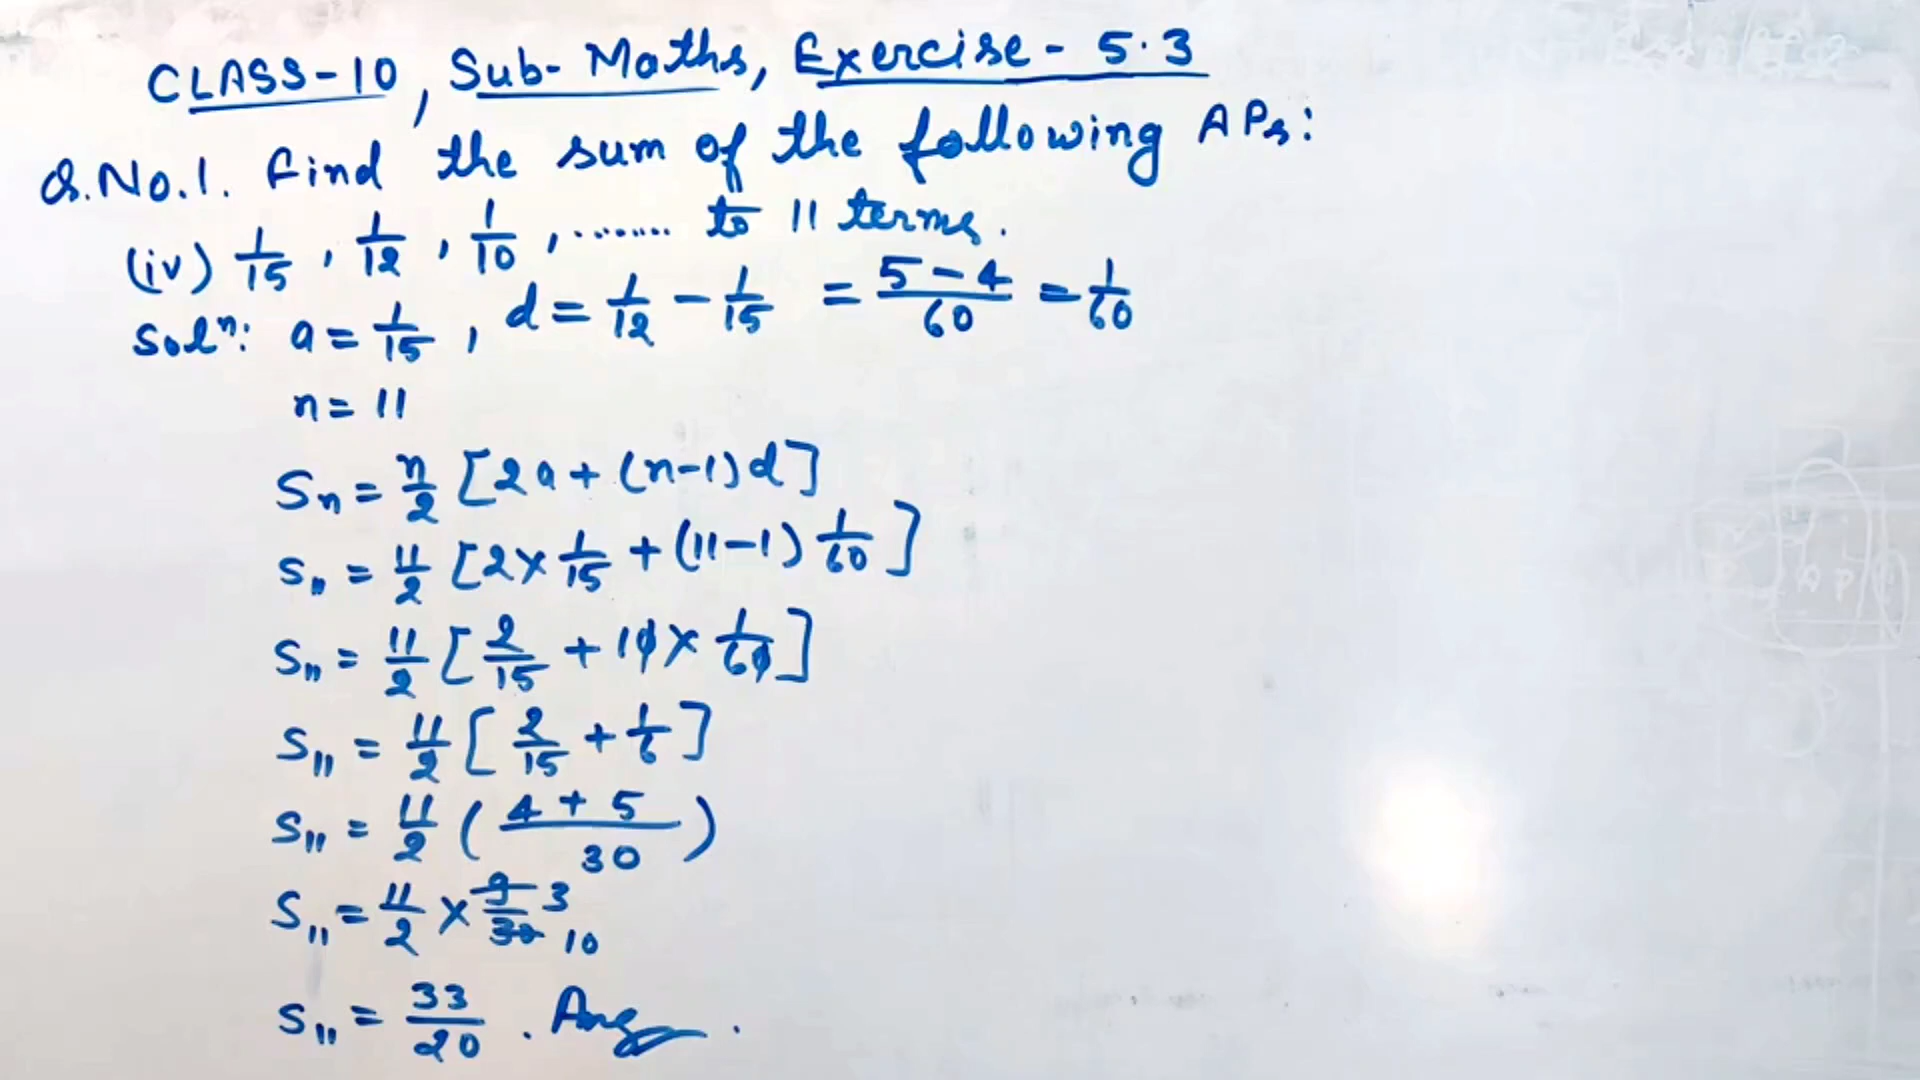 CLASS-10, Sub-Maths, Exercise-5.3
Q.No.1. Find the sum of the following APs:
(iv) 1/15, 1/12, 1/10, ....... to 11 terms.
Solⁿ: a = 1/15, d = 1/12 - 1/15 = (5-4)/60 = 1/60
n = 11
Sn = n/2 [2a + (n-1)d]
S11 = 11/2 [2 × 1/15 + (11-1) 1/60]
S11 = 11/2 [2/15 + 10 × 1/60]
S11 = 11/2 [2/15 + 1/6]
S11 = 11/2 ((4+5)/30)
S11 = 11/2 × 9/30 3 10
S11 = 33/20 . Ans .